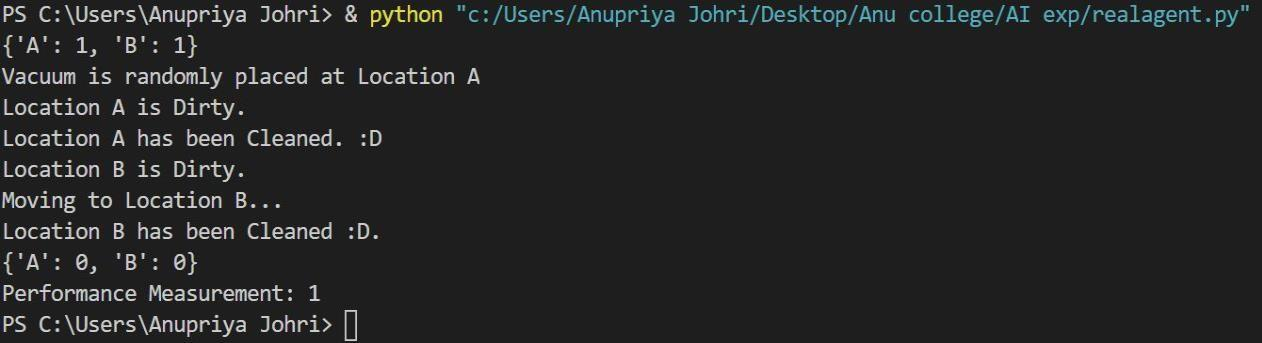 PS C:\Users\Anupriya Johri> & python "c:/Users/Anupriya Johri/Desktop/Anu college/AI exp/realagent.py"
{'A': 1, 'B': 1}
Vacuum is randomly placed at Location A
Location A is Dirty.
Location A has been Cleaned. :D
Location B is Dirty.
Moving to Location B...
Location B has been Cleaned :D.
{'A': 0, 'B': 0}
Performance Measurement: 1
PS C:\Users\Anupriya Johri>